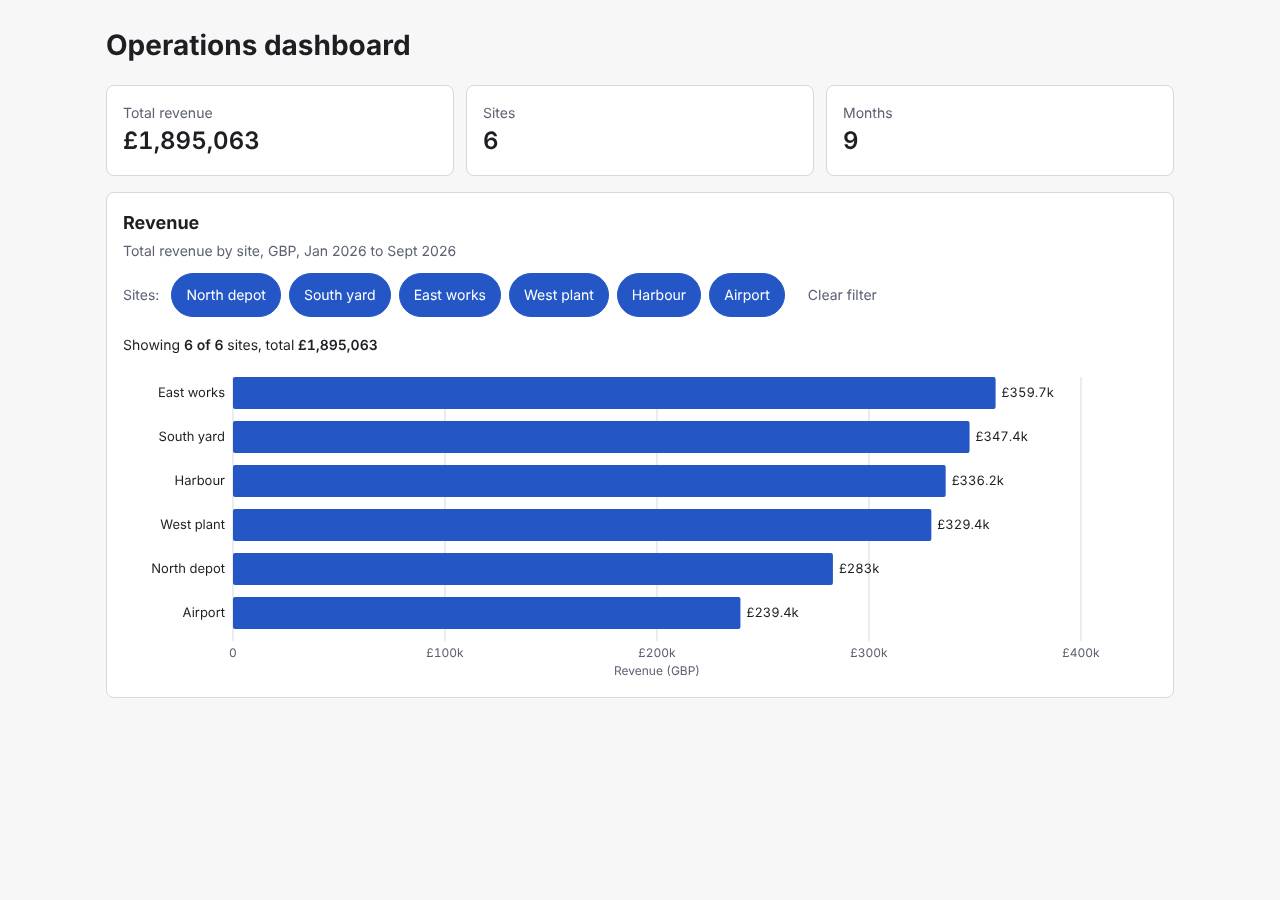 Operations dashboard
Total revenue
£1,895,063
Sites
6
Months
9
Revenue
Total revenue by site, GBP, Jan 2026 to Sept 2026
Sites: North depot South yard East works West plant Harbour Airport Clear filter
Showing 6 of 6 sites, total £1,895,063
East works £359.7k
South yard £347.4k
Harbour £336.2k
West plant £329.4k
North depot £283k
Airport £239.4k
0 £100k £200k £300k £400k
Revenue (GBP)